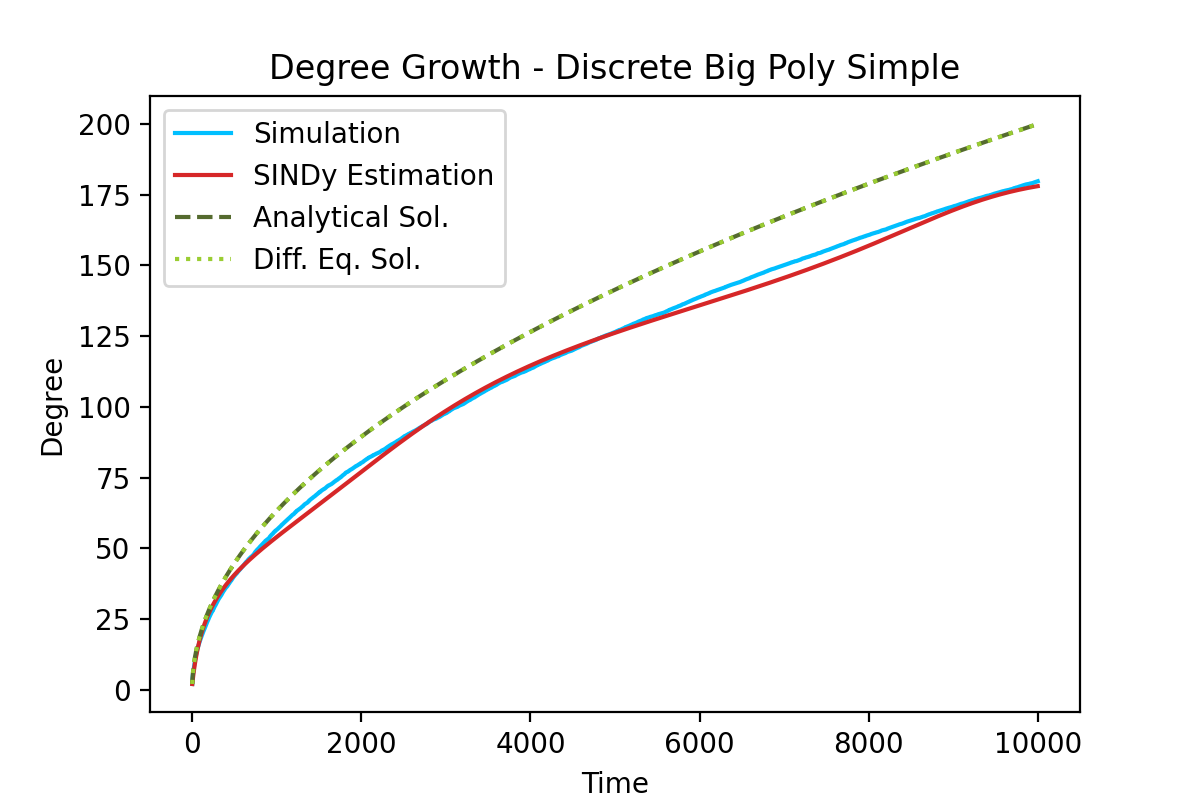 Degree Growth - Discrete Big Poly Simple
Simulation
SINDy Estimation
Analytical Sol.
Diff. Eq. Sol.
200
175
150
125
100
75
50
25
0
Degree
0 2000 4000 6000 8000 10000
Time